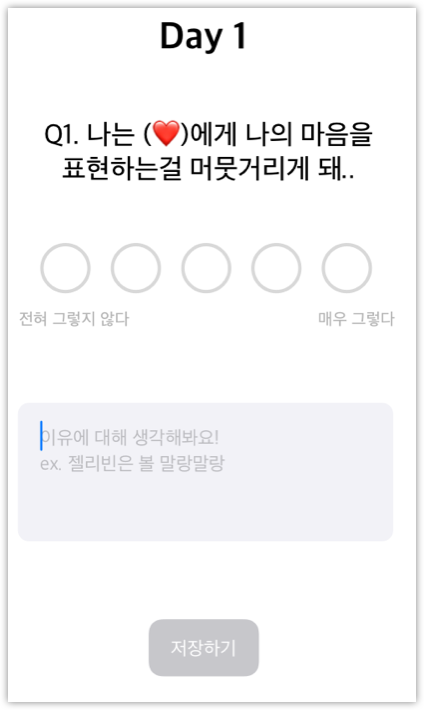 Day 1
Q1. 나는 (❤️)에게 나의 마음을
표현하는걸 머뭇거리게 돼..
전혀 그렇지 않다
매우 그렇다
이유에 대해 생각해봐요!
ex. 젤리빈은 볼 말랑말랑
저장하기